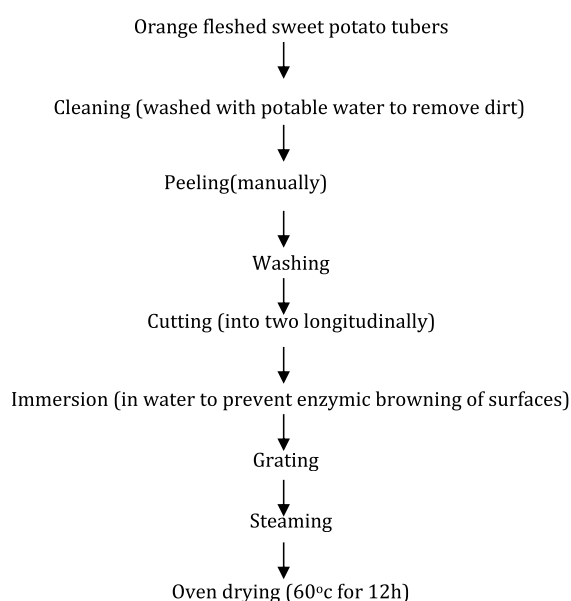 Orange fleshed sweet potato tubers
Cleaning (washed with potable water to remove dirt)
Peeling(manually)
Washing
Cutting (into two longitudinally)
Immersion (in water to prevent enzymic browning of surfaces)
Grating
Steaming
Oven drying (60ºc for 12h)